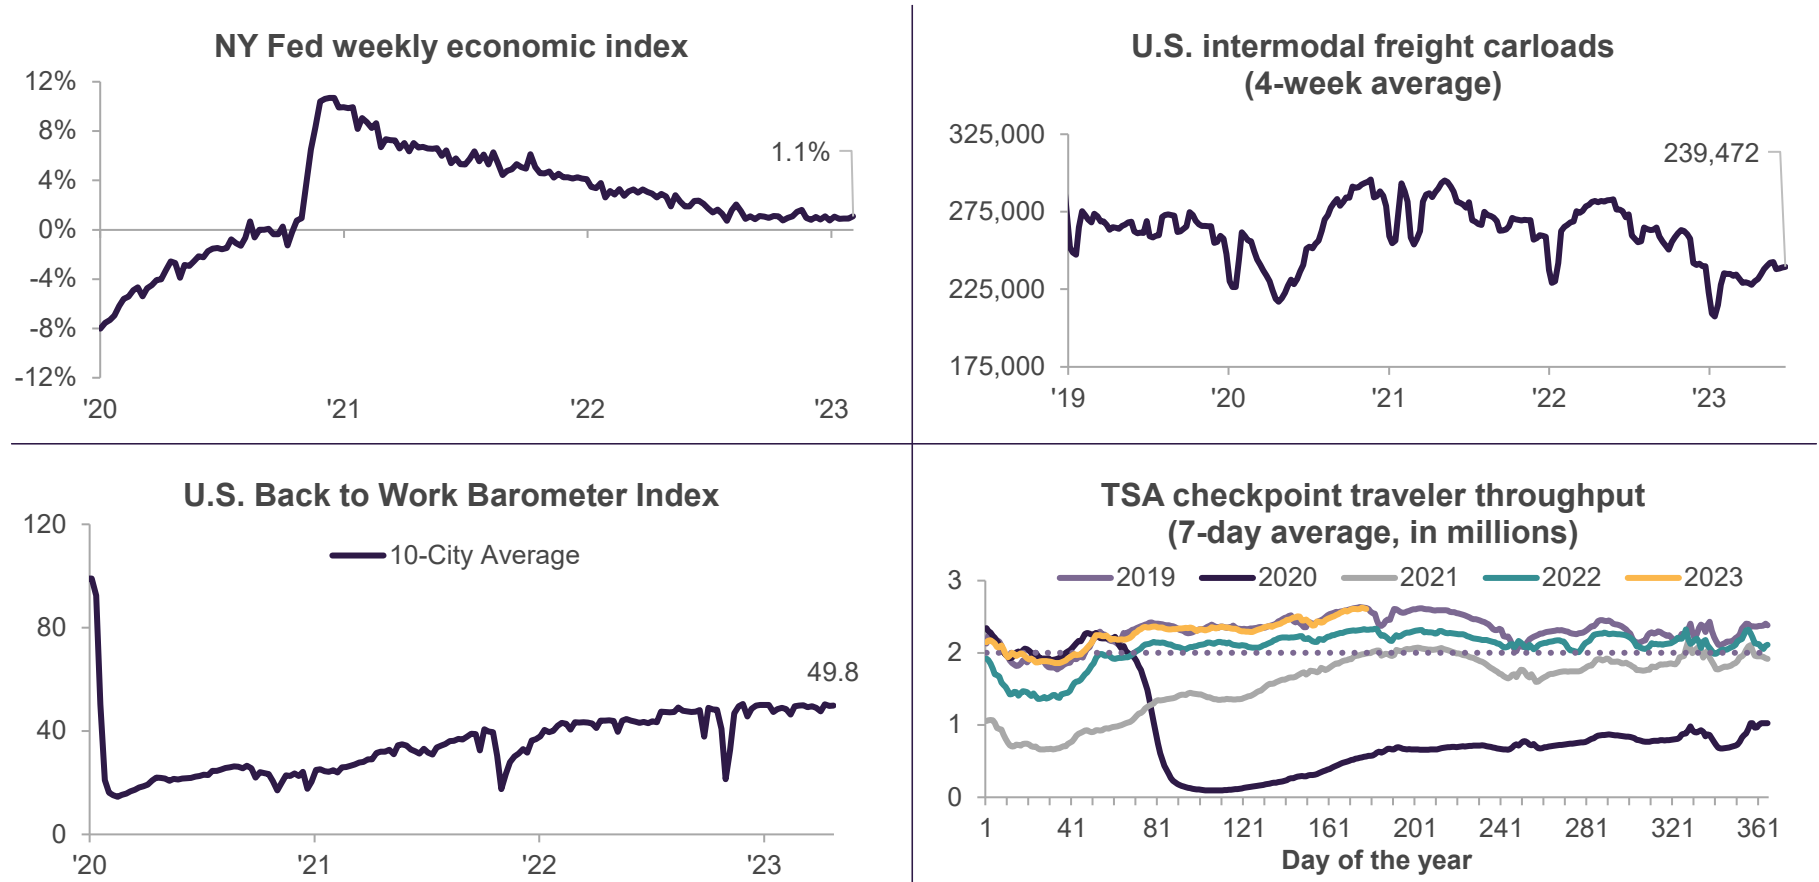 NY Fed weekly economic index
12%
8%
4%
0%
-4%
-8%
-12%
1.1%
'20 '21 '22 '23
U.S. intermodal freight carloads
(4-week average)
325,000
275,000
225,000
175,000
239,472
'19 '20 '21 '22 '23
U.S. Back to Work Barometer Index
10-City Average
120
80
40
0
49.8
'20 '21 '22 '23
TSA checkpoint traveler throughput
(7-day average, in millions)
2019 2020 2021 2022 2023
3
2
1
0
1 41 81 121 161 201 241 281 321 361
Day of the year